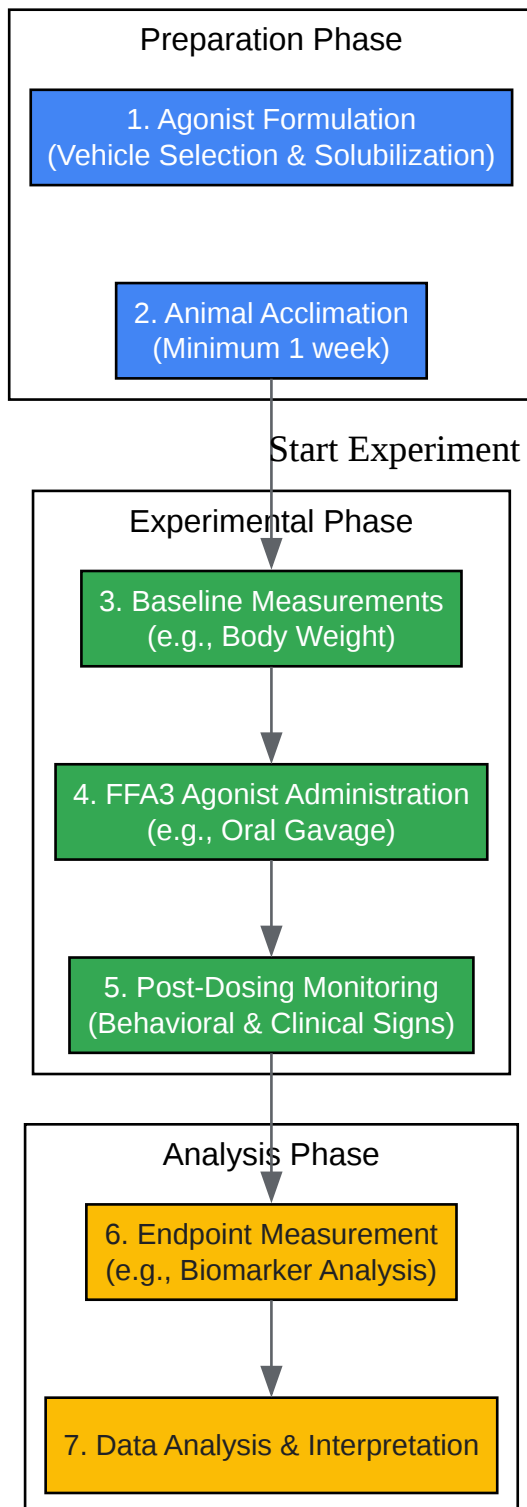 Preparation Phase
1. Agonist Formulation
(Vehicle Selection & Solubilization)
2. Animal Acclimation
(Minimum 1 week)
Start Experiment
Experimental Phase
3. Baseline Measurements
(e.g., Body Weight)
4. FFA3 Agonist Administration
(e.g., Oral Gavage)
5. Post-Dosing Monitoring
(Behavioral & Clinical Signs)
Analysis Phase
6. Endpoint Measurement
(e.g., Biomarker Analysis)
7. Data Analysis & Interpretation